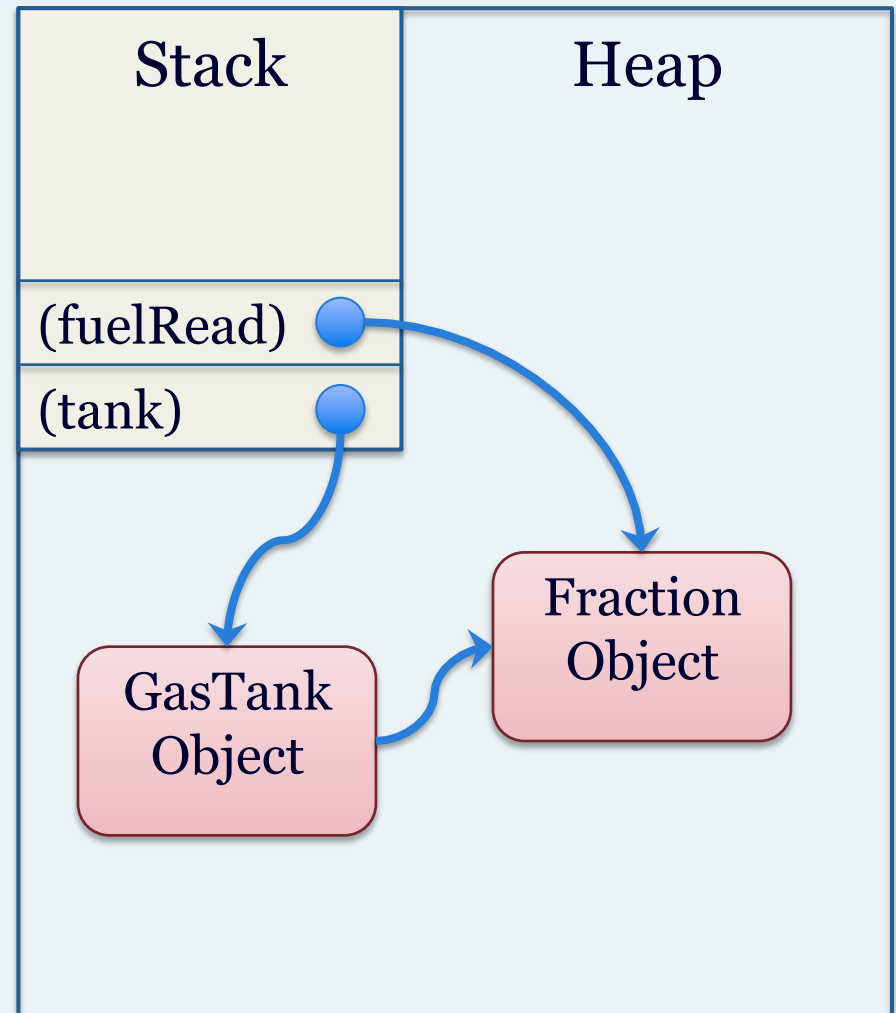 Stack
Heap
(fuelRead)
(tank)
Fraction
Object
GasTank
Object